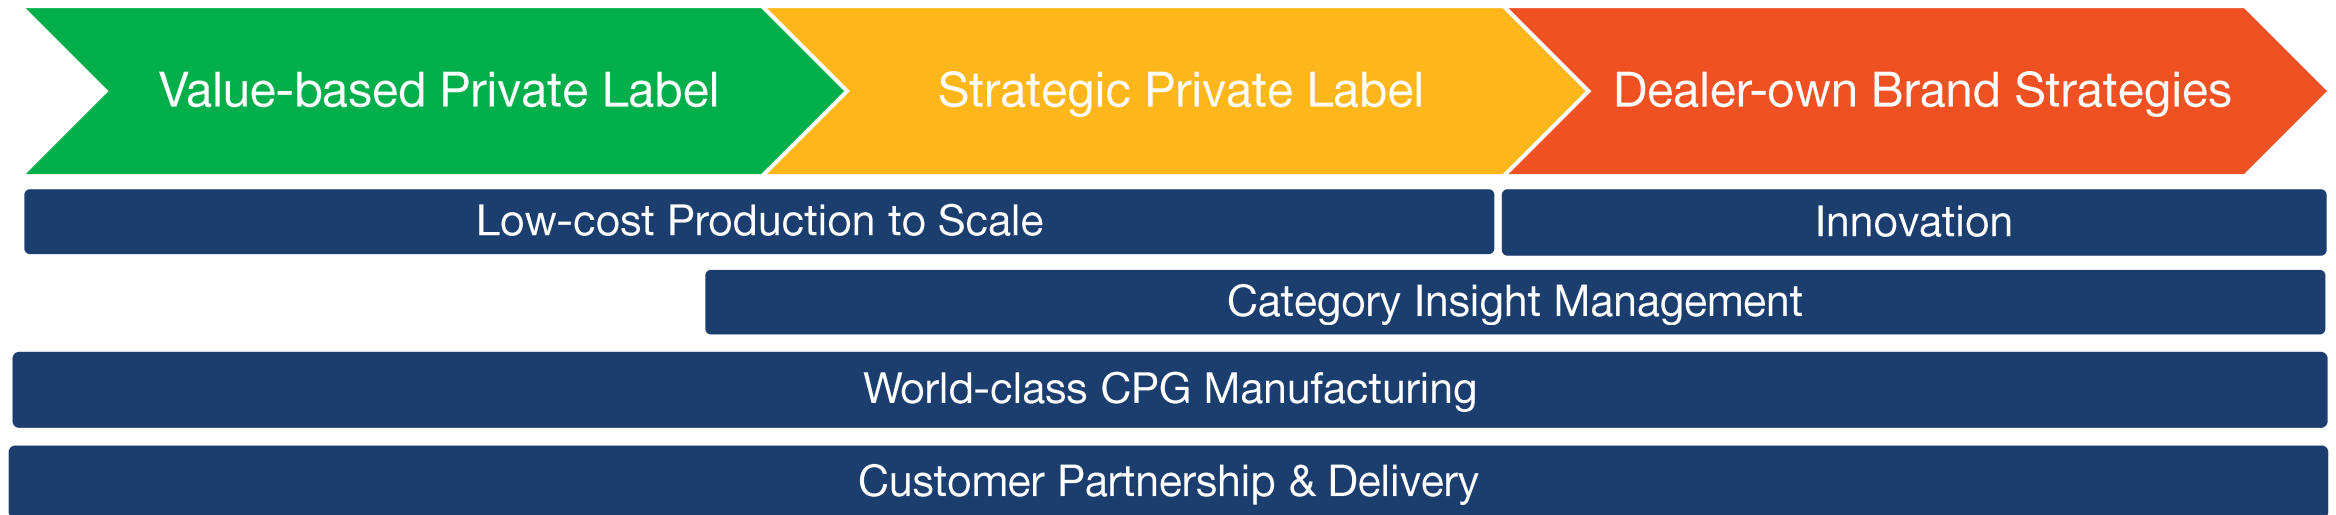 Value-based Private Label
Strategic Private Label
Dealer-own Brand Strategies
Low-cost Production to Scale
Innovation
Category Insight Management
World-class CPG Manufacturing
Customer Partnership & Delivery